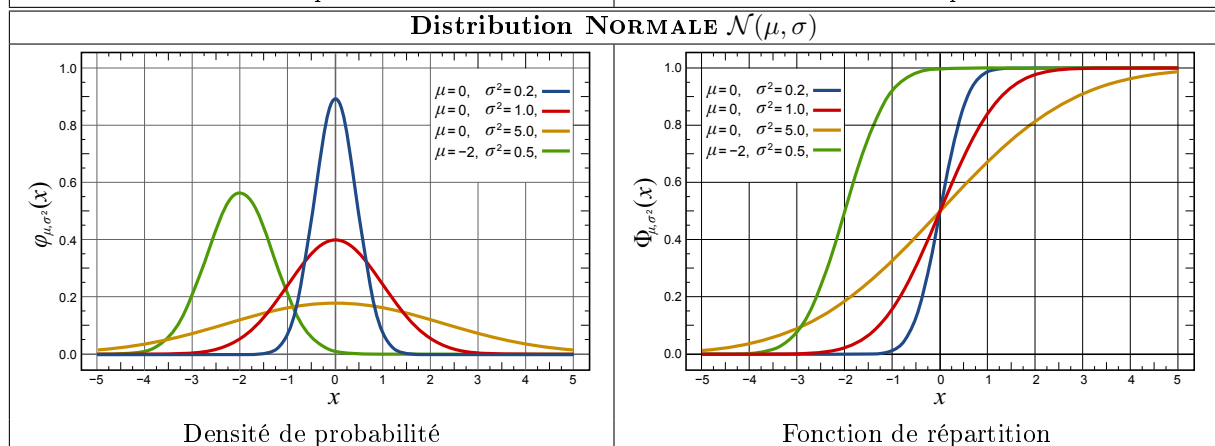 Distribution NORMALE 𝒩(μ, σ)
1.0
0.8
0.6
0.4
0.2
0.0
φμ,σ²(x)
μ=0, σ²=0.2,
μ=0, σ²=1.0,
μ=0, σ²=5.0,
μ=−2, σ²=0.5,
−5 −4 −3 −2 −1 0 1 2 3 4 5
x
Densité de probabilité
1.0
0.8
0.6
0.4
0.2
0.0
Φμ,σ²(x)
μ=0, σ²=0.2,
μ=0, σ²=1.0,
μ=0, σ²=5.0,
μ=−2, σ²=0.5,
−5 −4 −3 −2 −1 0 1 2 3 4 5
x
Fonction de répartition